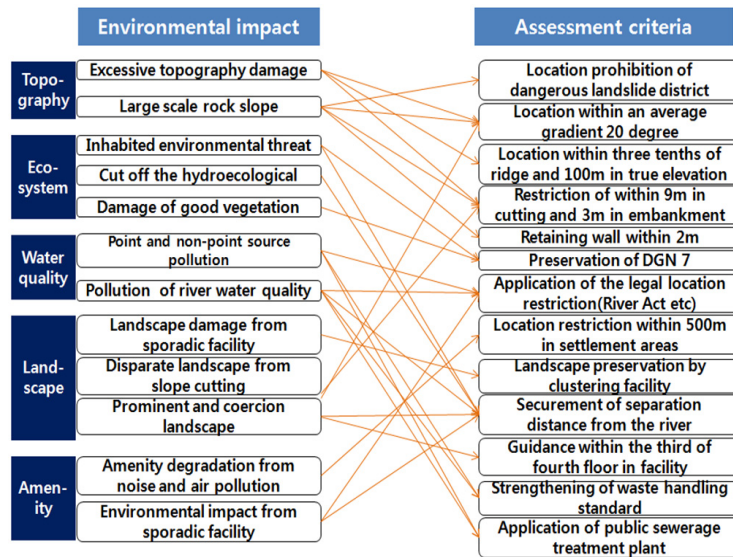 Environmental impact
Assessment criteria
Topo-
graphy
Excessive topography damage
Large scale rock slope
Eco-
system
Inhabited environmental threat
Cut off the hydroecological
Damage of good vegetation
Water
quality
Point and non-point source
pollution
Pollution of river water quality
Land-
scape
Landscape damage from
sporadic facility
Disparate landscape from
slope cutting
Prominent and coercion
landscape
Amen-
ity
Amenity degradation from
noise and air pollution
Environmental impact from
sporadic facility
Location prohibition of
dangerous landslide district
Location within an average
gradient 20 degree
Location within three tenths of
ridge and 100m in true elevation
Restriction of within 9m in
cutting and 3m in embankment
Retaining wall within 2m
Preservation of DGN 7
Application of the legal location
restriction(River Act etc)
Location restriction within 500m
in settlement areas
Landscape preservation by
clustering facility
Securement of separation
distance from the river
Guidance within the third of
fourth floor in facility
Strengthening of waste handling
standard
Application of public sewerage
treatment plant